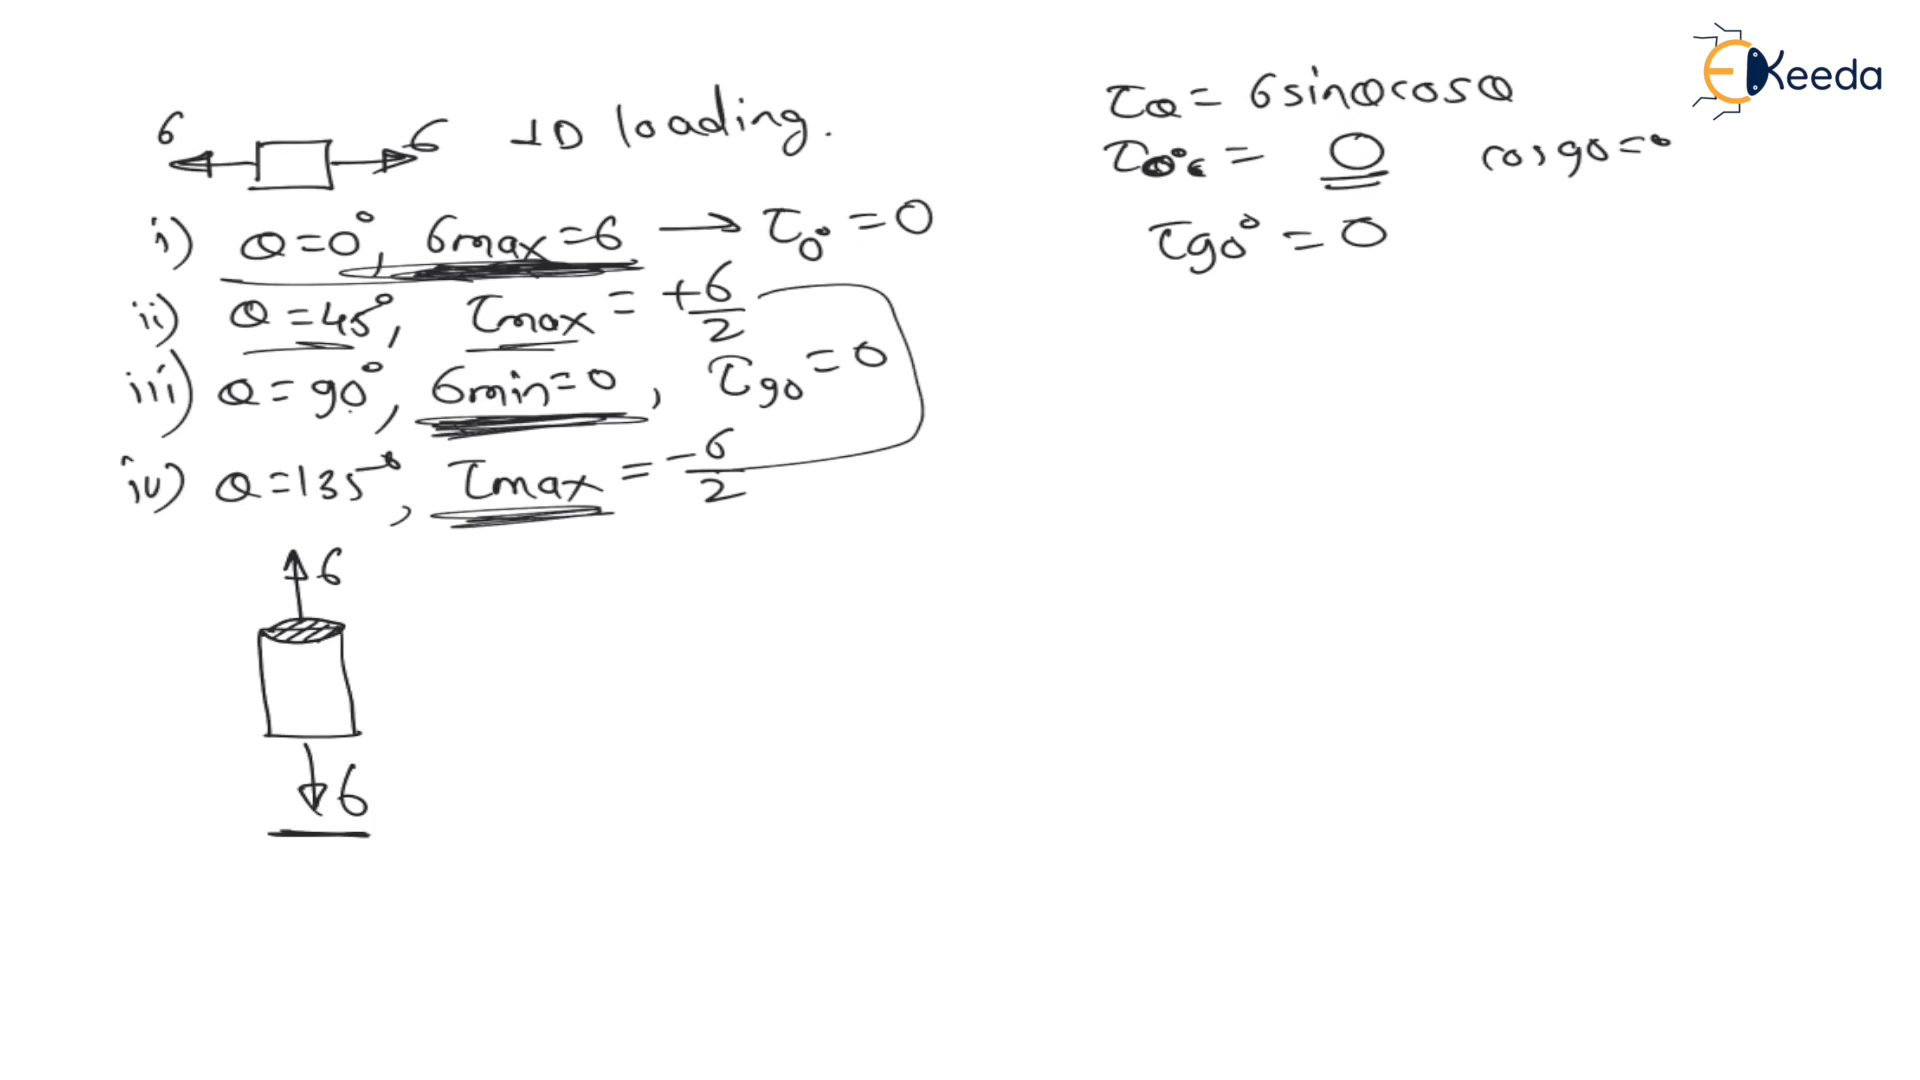 EKeeda
σ σ 1D loading.
i) θ=0°, σmax=σ → τ0°=0
ii) θ=45°, τmax=+σ/2
iii) θ=90°, σmin=0, τ90=0
iv) θ=135°, τmax=-σ/2
σ
σ
τθ= σsinθcosθ
= 0 cos90=0
τ90°=0